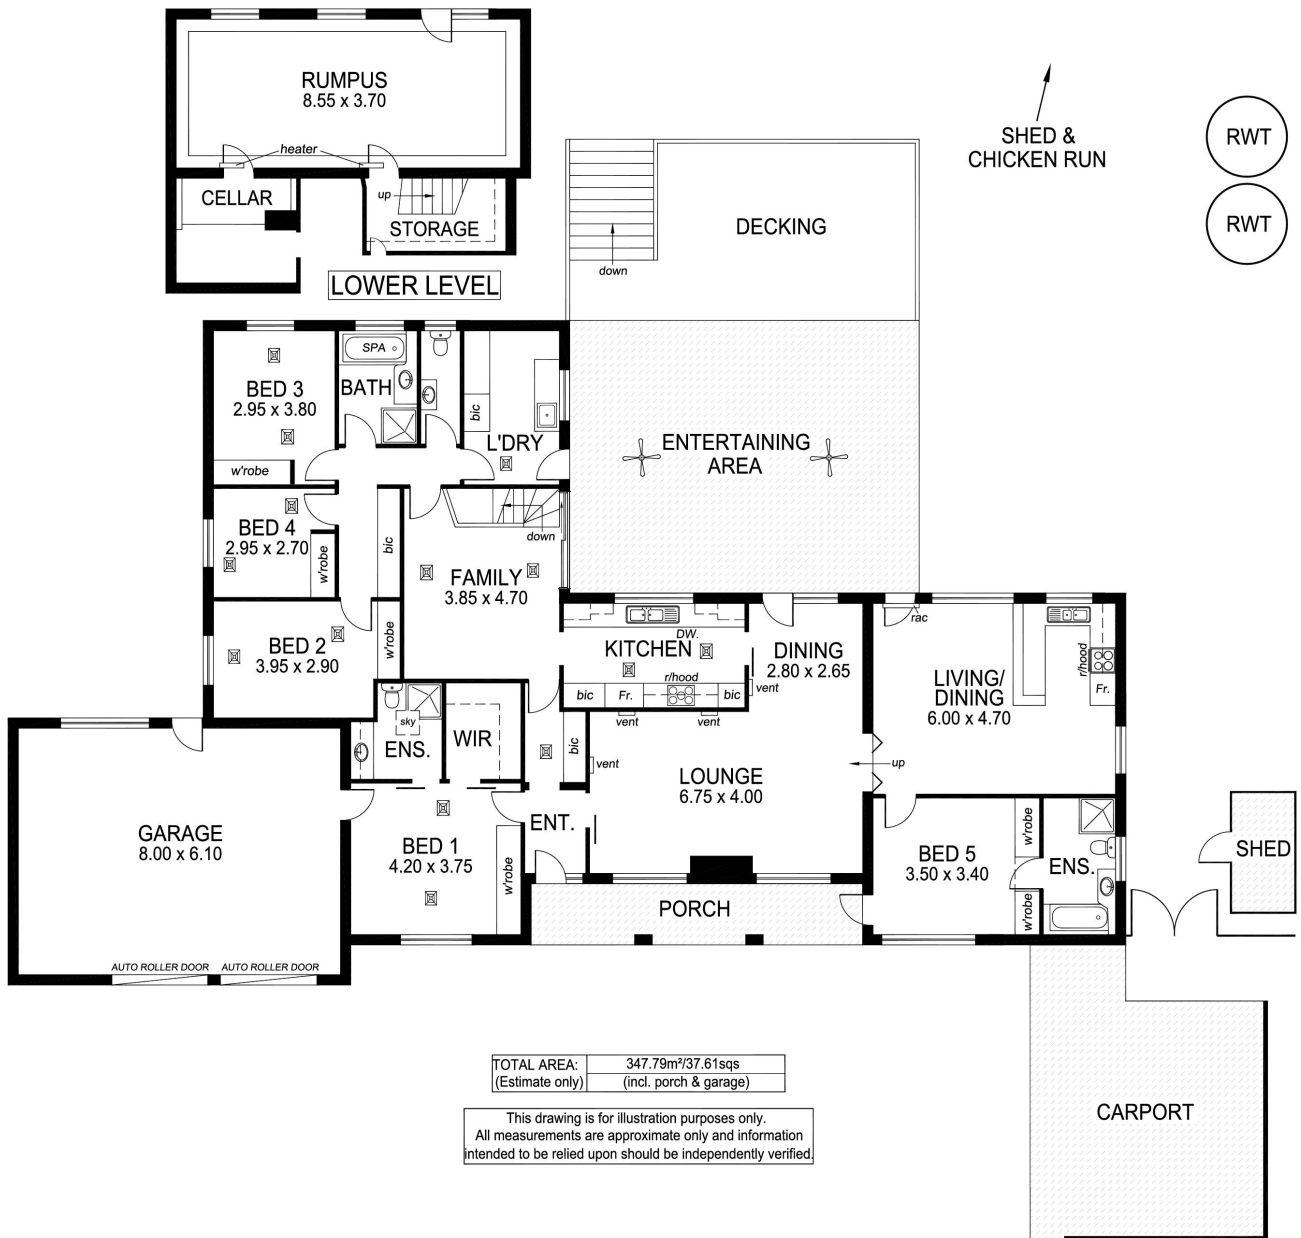 RUMPUS
8.55 x 3.70
heater
CELLAR
up
STORAGE
LOWER LEVEL
SHED &
CHICKEN RUN
RWT
RWT
DECKING
down
SPA
BED 3
2.95 x 3.80
BATH
bic
L'DRY
w'robe
ENTERTAINING
AREA
BED 4
2.95 x 2.70
w'robe
bic
down
FAMILY
3.85 x 4.70
BED 2
3.95 x 2.90
w'robe
DW.
KITCHEN
r/hood
bic
Fr.
bic
DINING
2.80 x 2.65
vent
vent
vent
rac
LIVING/
DINING
6.00 x 4.70
r/hood
Fr.
sky
ENS.
WIR
bic
vent
LOUNGE
6.75 x 4.00
up
GARAGE
8.00 x 6.10
BED 1
4.20 x 3.75
w'robe
ENT.
BED 5
3.50 x 3.40
w'robe
w'robe
ENS.
SHED
PORCH
AUTO ROLLER DOOR
AUTO ROLLER DOOR
TOTAL AREA:
(Estimate only)
347.79m²/37.61sqs
(incl. porch & garage)
This drawing is for illustration purposes only.
All measurements are approximate only and information
intended to be relied upon should be independently verified.
CARPORT